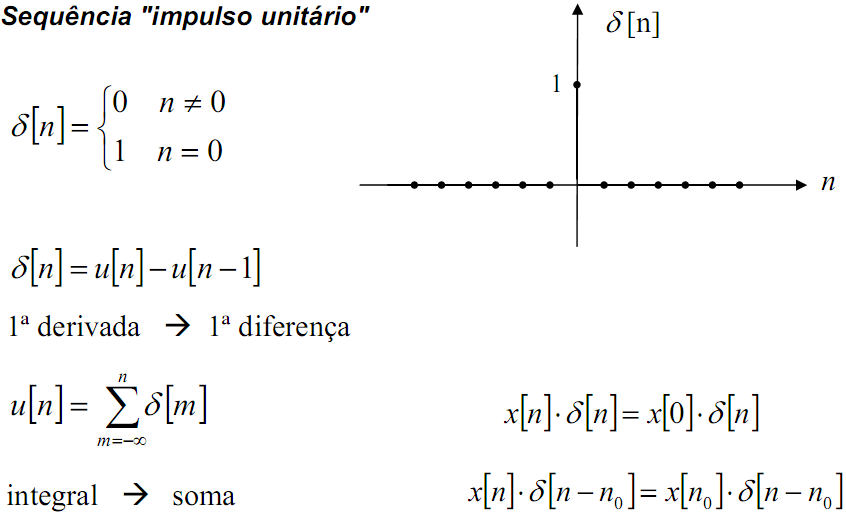 Sequência "impulso unitário"
δ[n]
1
n
δ[n] = { 0 n ≠ 0
1 n = 0
δ[n] = u[n] − u[n − 1]
1ª derivada → 1ª diferença
u[n] = ∑_{m=−∞}^{n} δ[m]
integral → soma
x[n]·δ[n] = x[0]·δ[n]
x[n]·δ[n − n₀] = x[n₀]·δ[n − n₀]